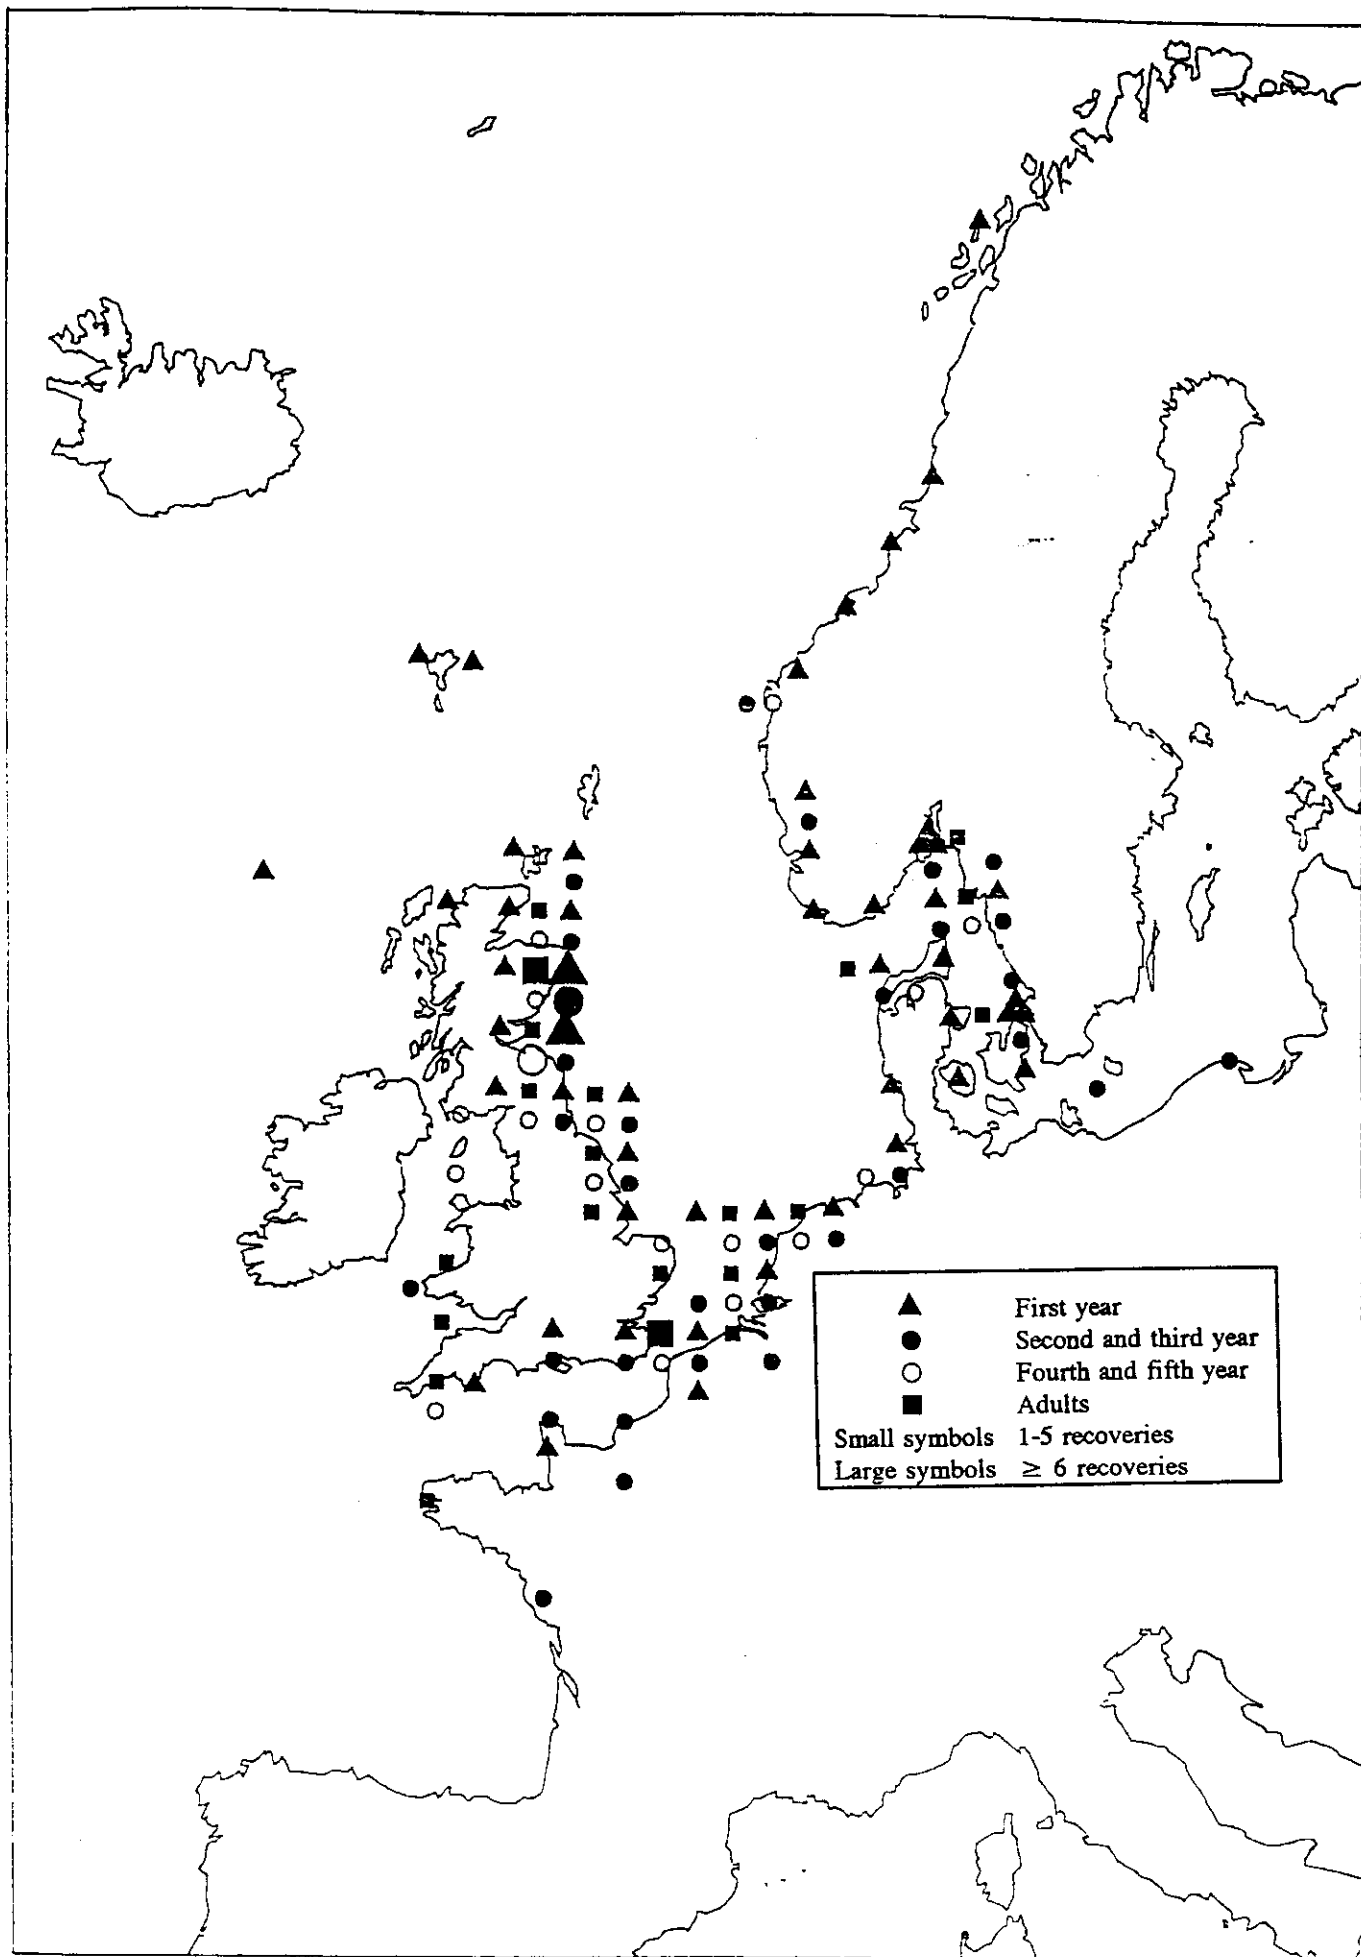 First year
Second and third year
Fourth and fifth year
Adults
Small symbols 1-5 recoveries
Large symbols ≥ 6 recoveries